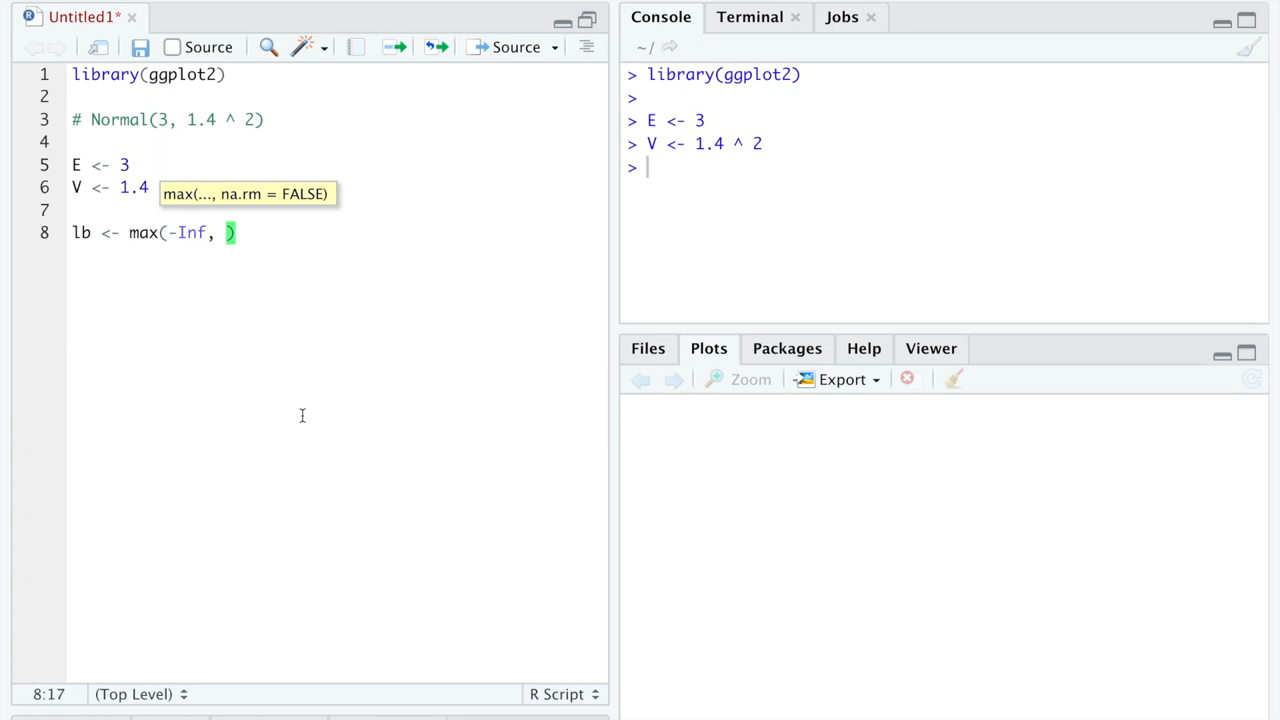 Untitled1*
Source
Source
1 library(ggplot2)
2
3 # Normal(3, 1.4 ^ 2)
4
5 E <- 3
6 V <- 1.4
max(..., na.rm = FALSE)
7
8 lb <- max(-Inf, )
8:17 (Top Level) R Script
Console Terminal Jobs
~/
> library(ggplot2)
>
> E <- 3
> V <- 1.4 ^ 2
>
Files Plots Packages Help Viewer
Zoom Export